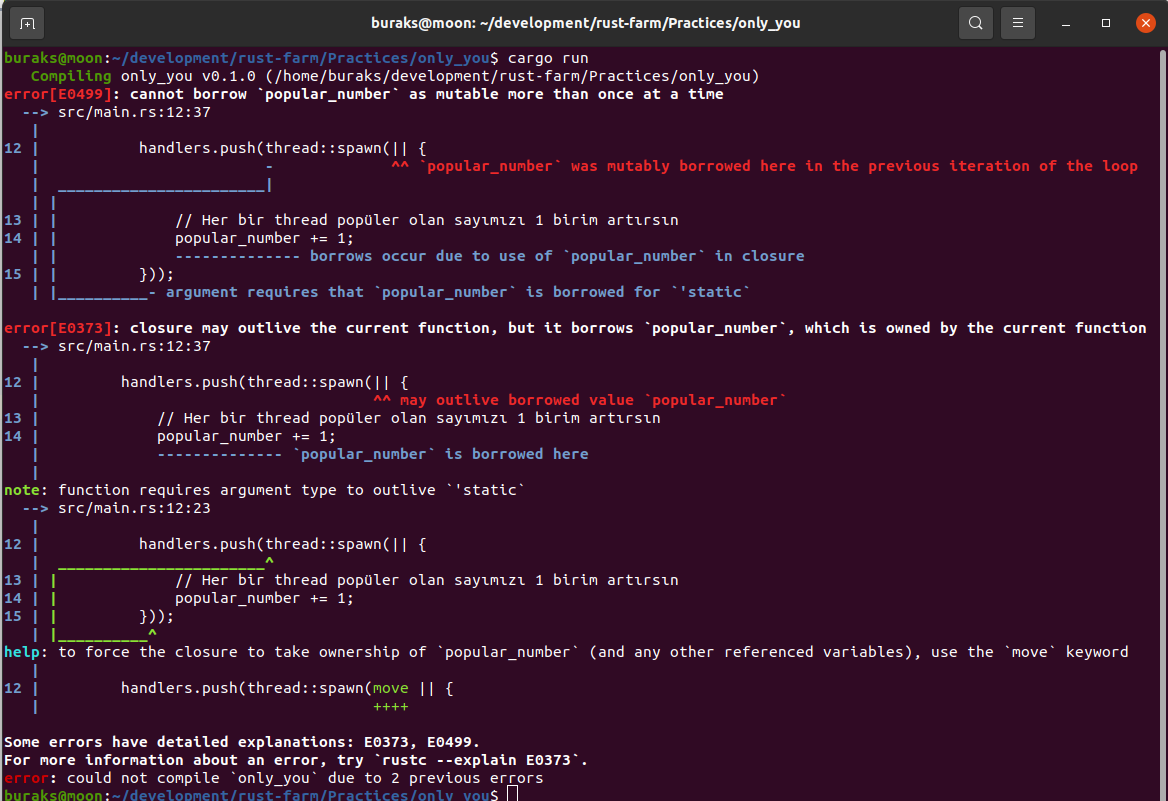 buraks@moon: ~/development/rust-farm/Practices/only_you
buraks@moon:~/development/rust-farm/Practices/only_you$ cargo run
   Compiling only_you v0.1.0 (/home/buraks/development/rust-farm/Practices/only_you)
error[E0499]: cannot borrow `popular_number` as mutable more than once at a time
  --> src/main.rs:12:37
   |
12 |           handlers.push(thread::spawn(|| {
   |                         -             ^^ `popular_number` was mutably borrowed here in the previous iteration of the loop
   |  _______________________|
   | |
13 | |             // Her bir thread popüler olan sayımızı 1 birim artırsın
14 | |             popular_number += 1;
   | |             -------------- borrows occur due to use of `popular_number` in closure
15 | |         }));
   | |__________- argument requires that `popular_number` is borrowed for `'static`

error[E0373]: closure may outlive the current function, but it borrows `popular_number`, which is owned by the current function
  --> src/main.rs:12:37
   |
12 |         handlers.push(thread::spawn(|| {
   |                                     ^^ may outlive borrowed value `popular_number`
13 |             // Her bir thread popüler olan sayımızı 1 birim artırsın
14 |             popular_number += 1;
   |             -------------- `popular_number` is borrowed here
   |
note: function requires argument type to outlive `'static`
  --> src/main.rs:12:23
   |
12 |           handlers.push(thread::spawn(|| {
   |  _______________________^
13 | |             // Her bir thread popüler olan sayımızı 1 birim artırsın
14 | |             popular_number += 1;
15 | |         }));
   | |__________^
help: to force the closure to take ownership of `popular_number` (and any other referenced variables), use the `move` keyword
   |
12 |         handlers.push(thread::spawn(move || {
   |                                     ++++

Some errors have detailed explanations: E0373, E0499.
For more information about an error, try `rustc --explain E0373`.
error: could not compile `only_you` due to 2 previous errors
buraks@moon:~/development/rust-farm/Practices/only_you$